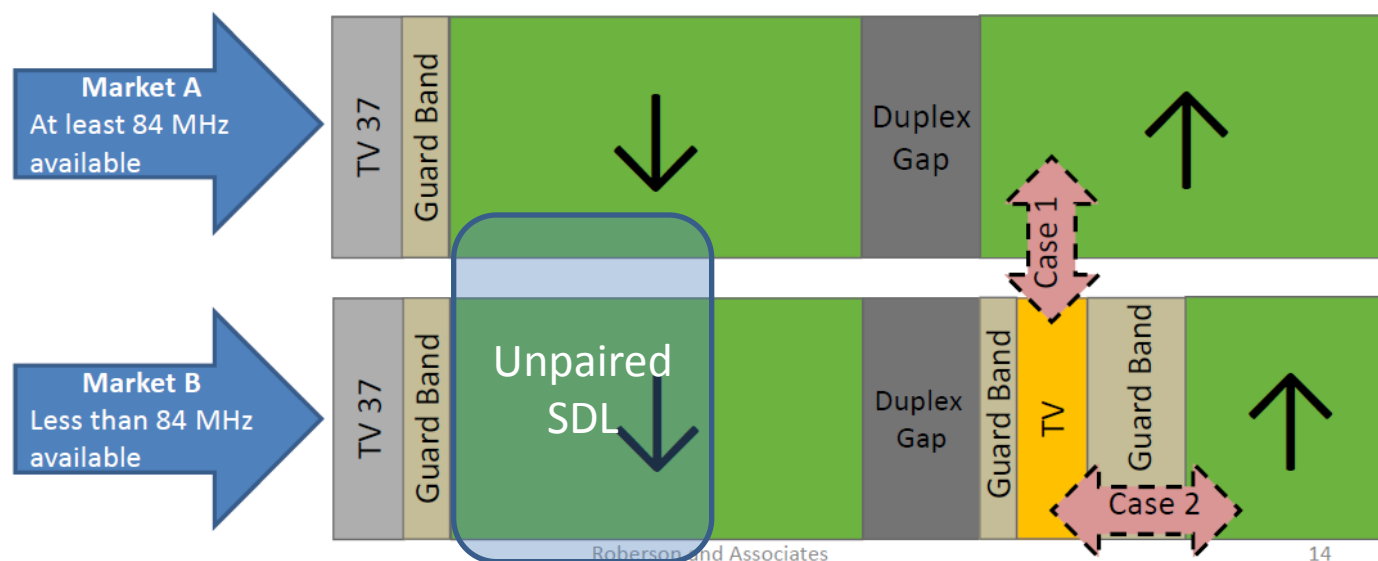 Market A
At least 84 MHz
available
TV 37
Guard Band
Duplex
Gap
Case 1
Market B
Less than 84 MHz
available
TV 37
Guard Band
Unpaired
SDL
Duplex
Gap
Guard Band
TV
Guard Band
Case 2
Roberson and Associates
14